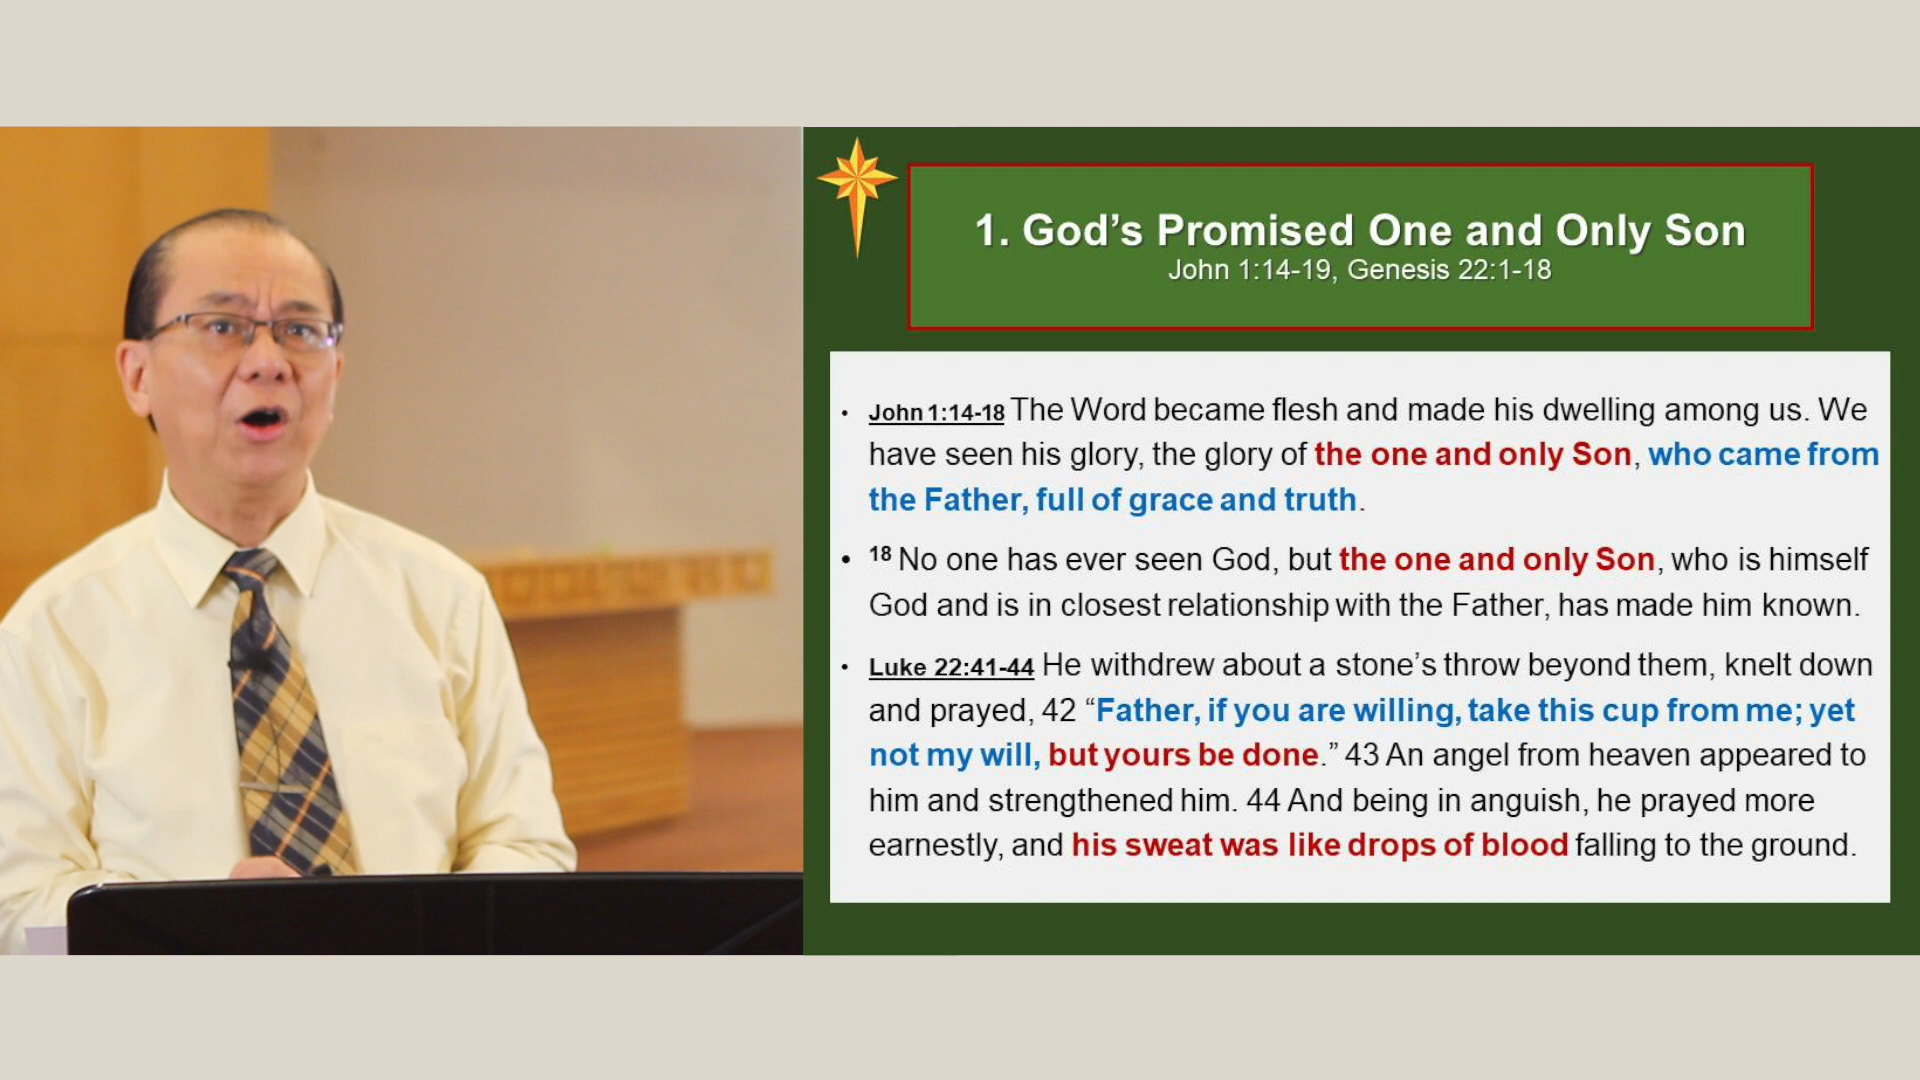 1. God’s Promised One and Only Son
John 1:14-19, Genesis 22:1-18
• John 1:14-18 The Word became flesh and made his dwelling among us. We
have seen his glory, the glory of the one and only Son, who came from
the Father, full of grace and truth.
• 18 No one has ever seen God, but the one and only Son, who is himself
God and is in closest relationship with the Father, has made him known.
• Luke 22:41-44 He withdrew about a stone’s throw beyond them, knelt down
and prayed, 42 “Father, if you are willing, take this cup from me; yet
not my will, but yours be done.” 43 An angel from heaven appeared to
him and strengthened him. 44 And being in anguish, he prayed more
earnestly, and his sweat was like drops of blood falling to the ground.